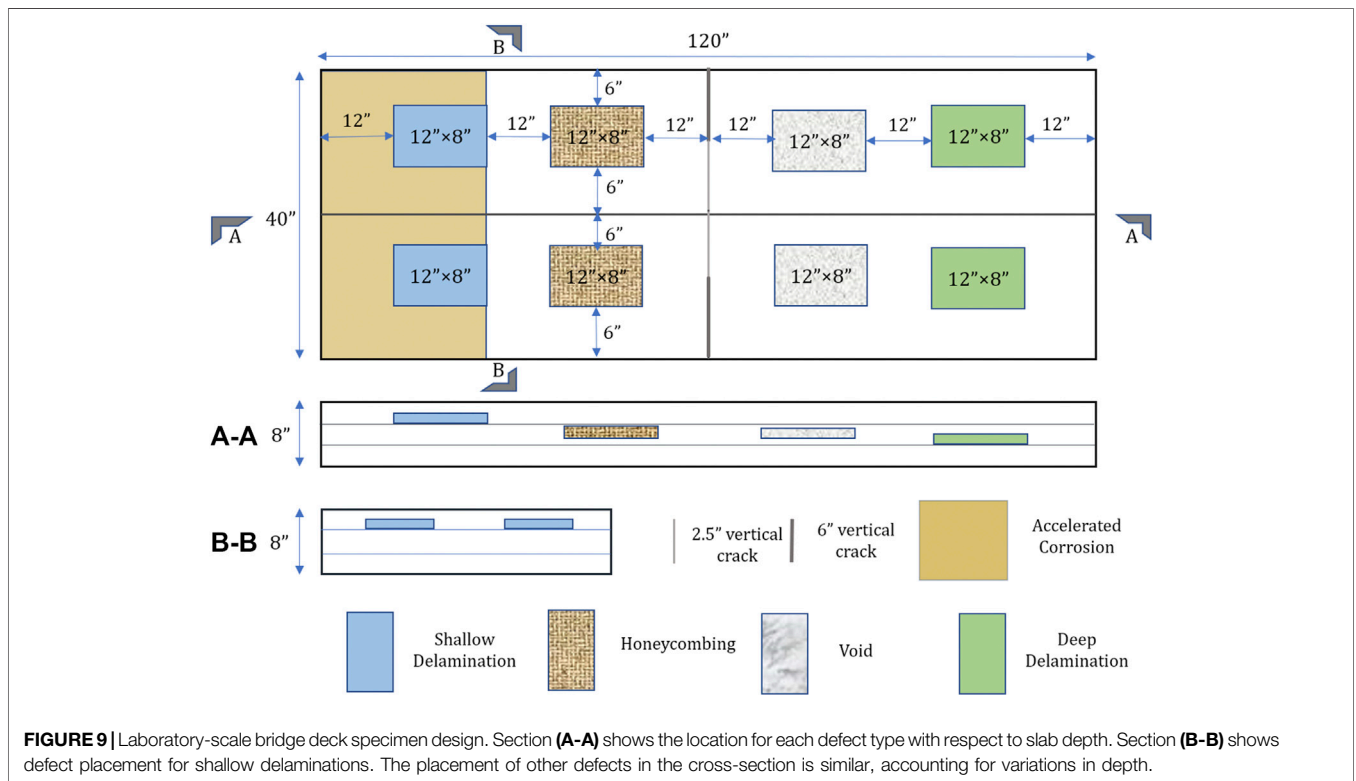 B
120”
6”
12”
12”
12”
12”
12”
12”
12”×8”
12”×8”
12”×8”
12”×8”
6”
A
40”
A
6”
12”×8”
12”×8”
12”×8”
12”×8”
6”
B
A-A 8”
B-B 8”
2.5” vertical
crack
6” vertical
crack
Accelerated
Corrosion
Shallow
Delamination
Honeycombing
Void
Deep
Delamination
FIGURE 9 | Laboratory-scale bridge deck specimen design. Section (A-A) shows the location for each defect type with respect to slab depth. Section (B-B) shows
defect placement for shallow delaminations. The placement of other defects in the cross-section is similar, accounting for variations in depth.